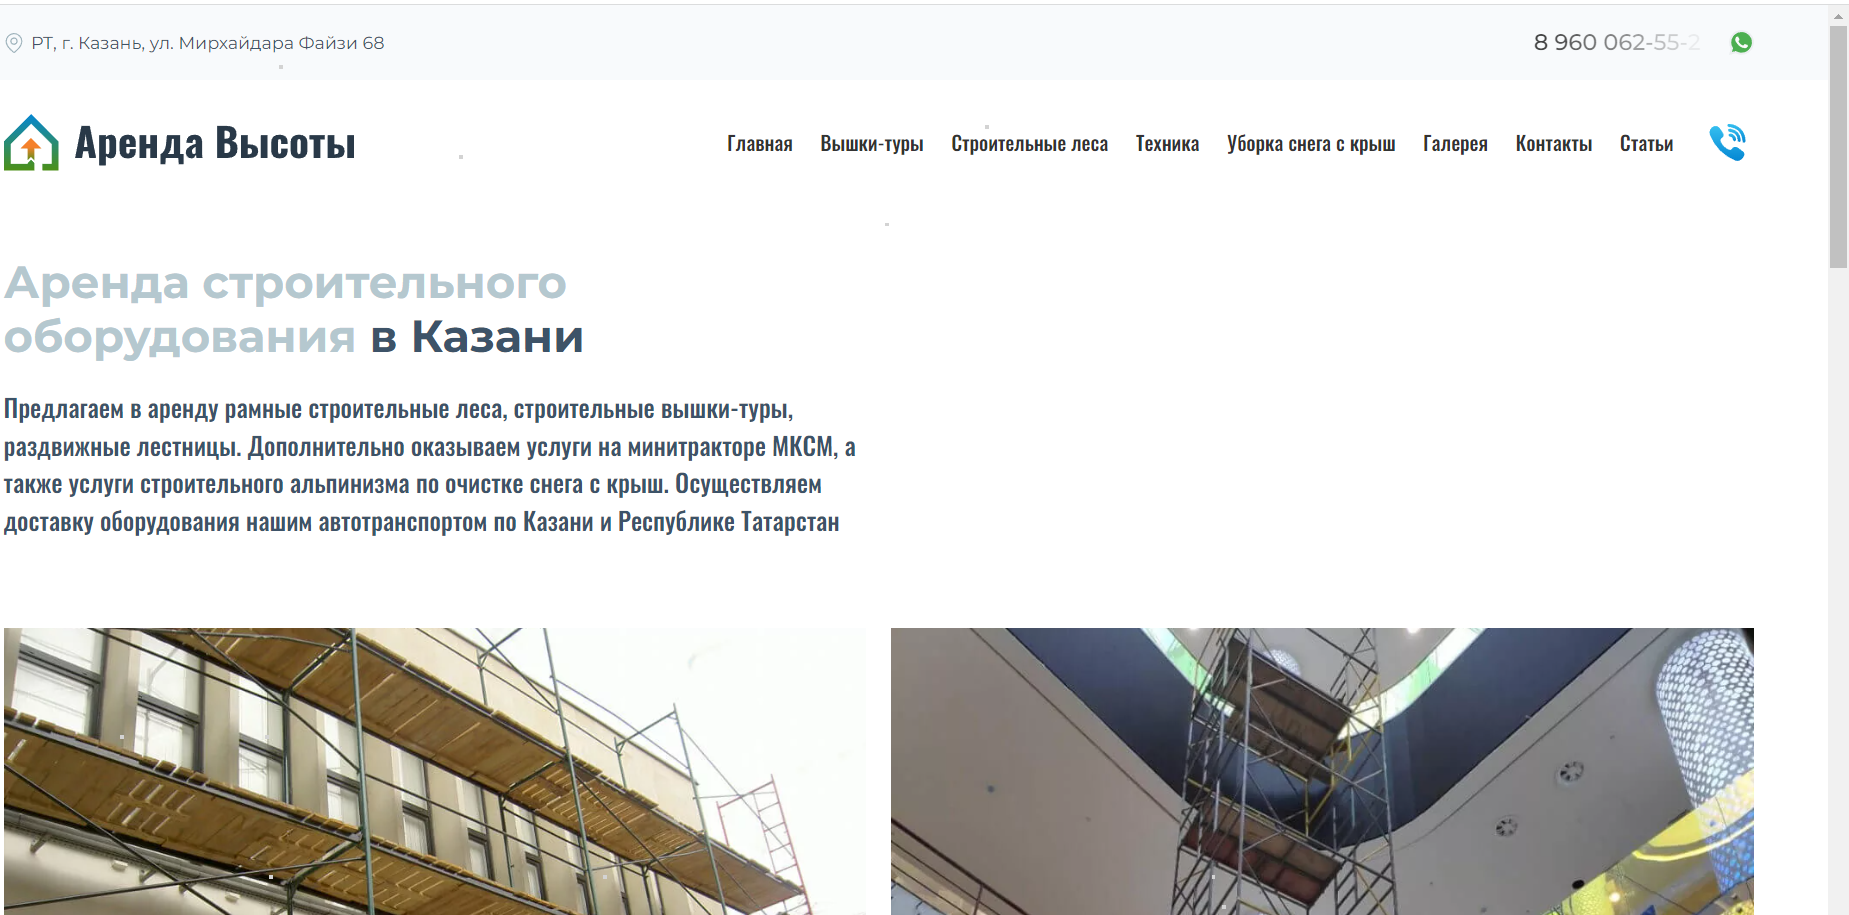 РТ, г. Казань, ул. Мирхайдара Файзи 68
8 960 062-55-2
Аренда Высоты
Главная Вышки-туры Строительные леса Техника Уборка снега с крыш Галерея Контакты Статьи
Аренда строительного
оборудования в Казани
Предлагаем в аренду рамные строительные леса, строительные вышки-туры,
раздвижные лестницы. Дополнительно оказываем услуги на минитракторе МКСМ, а
также услуги строительного альпинизма по очистке снега с крыш. Осуществляем
доставку оборудования нашим автотранспортом по Казани и Республике Татарстан